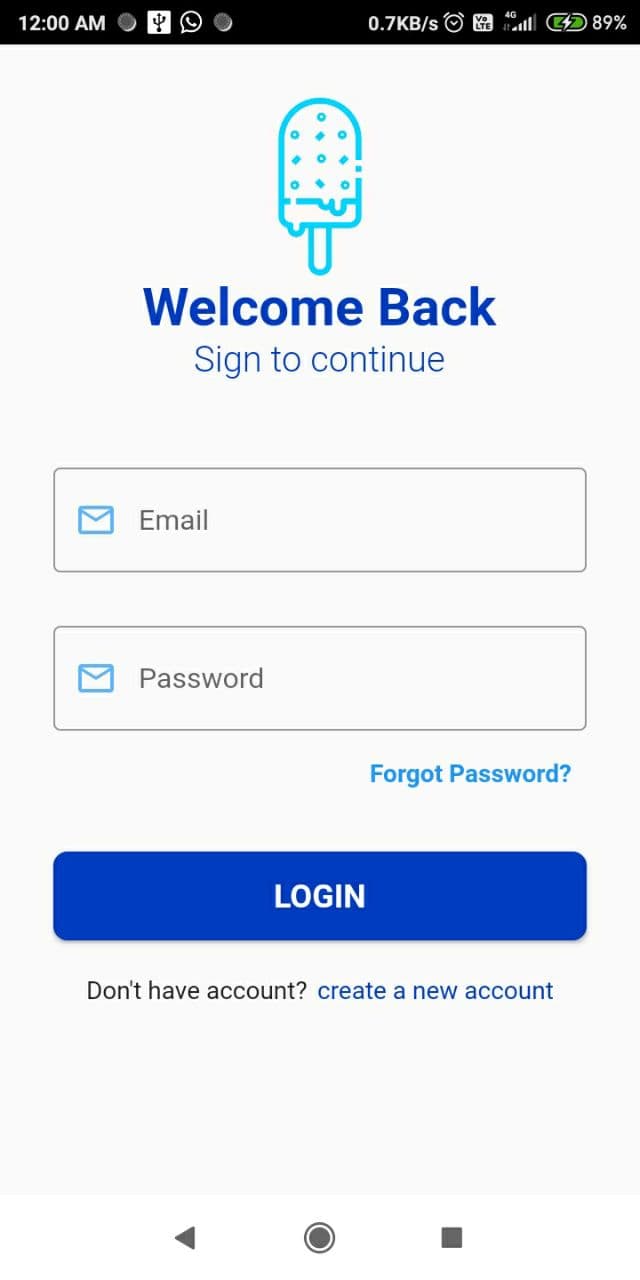 12:00 AM 0.7KB/s Vo LTE 4G 89%
Welcome Back
Sign to continue
Email
Password
Forgot Password?
LOGIN
Don't have account? create a new account